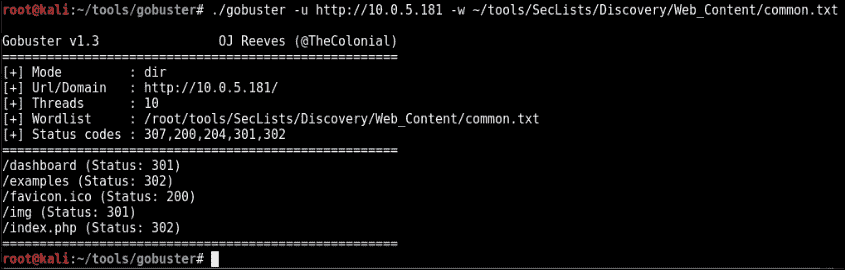 root@kali:~/tools/gobuster# ./gobuster -u http://10.0.5.181 -w ~/tools/SecLists/Discovery/Web_Content/common.txt
Gobuster v1.3                OJ Reeves (@TheColonial)
=====================================================
[+] Mode         : dir
[+] Url/Domain   : http://10.0.5.181/
[+] Threads      : 10
[+] Wordlist     : /root/tools/SecLists/Discovery/Web_Content/common.txt
[+] Status codes : 307,200,204,301,302
=====================================================
/dashboard (Status: 301)
/examples (Status: 302)
/favicon.ico (Status: 200)
/img (Status: 301)
/index.php (Status: 302)
=====================================================
root@kali:~/tools/gobuster#